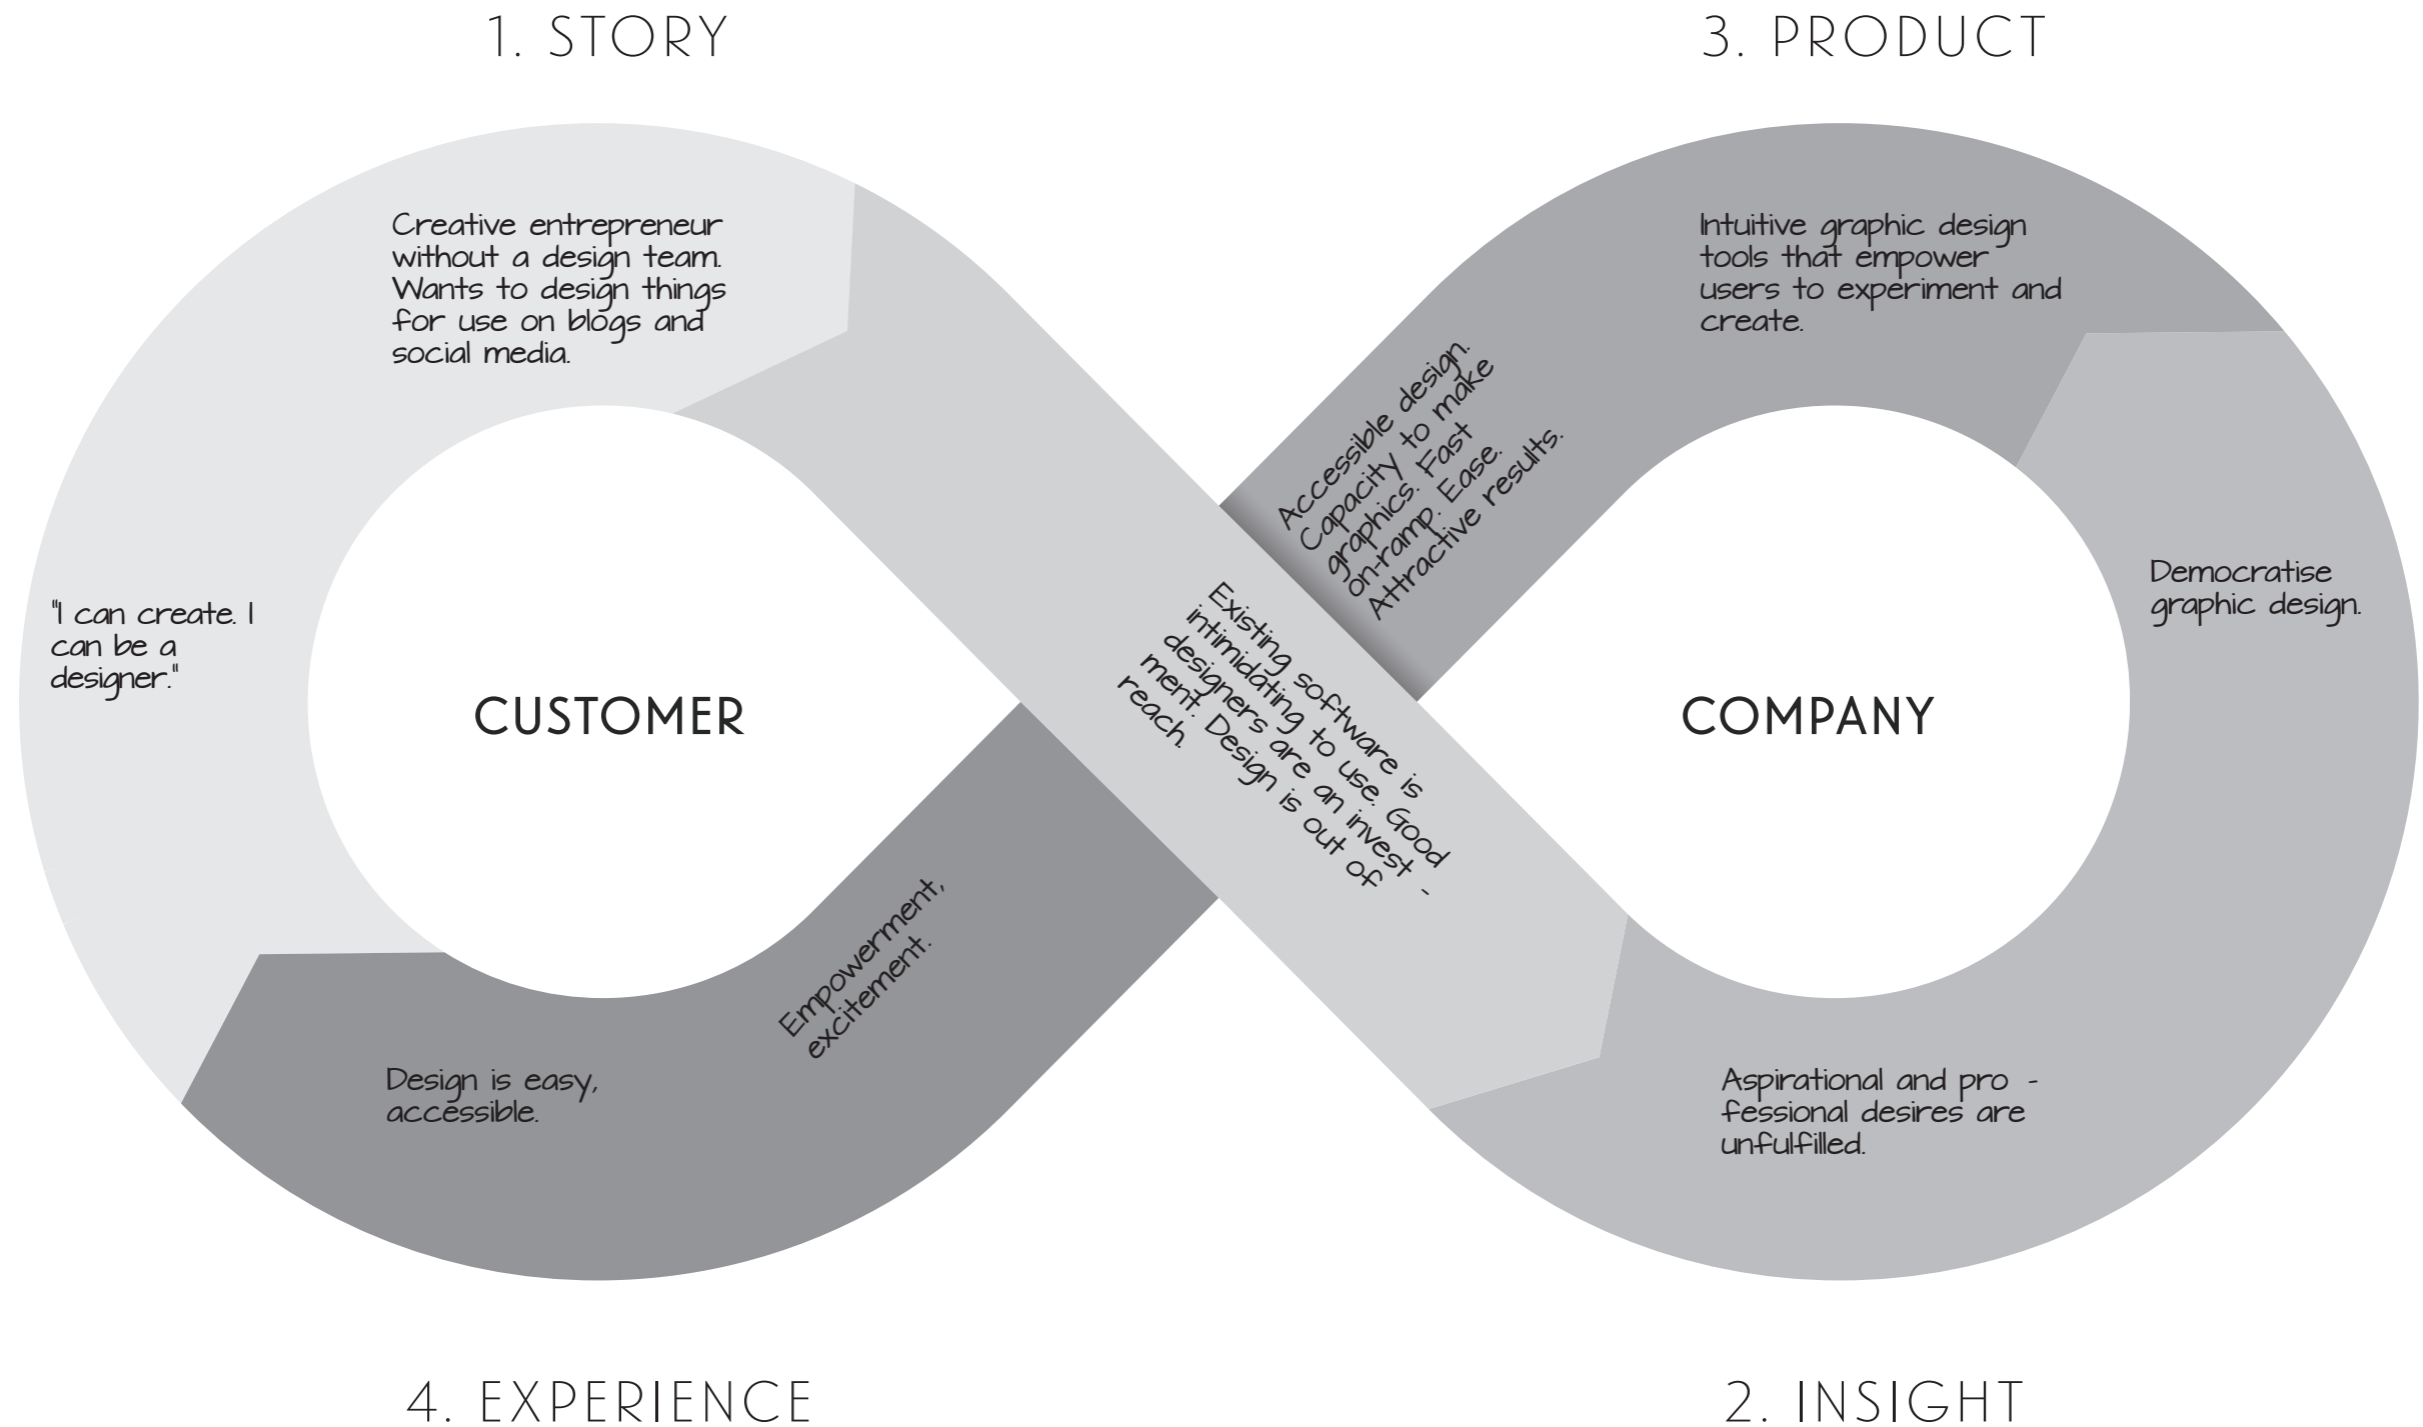 1. STORY
3. PRODUCT
Creative entrepreneur
without a design team.
Wants to design things
for use on blogs and
social media.
Intuitive graphic design
tools that empower
users to experiment and
create.
Accessible design.
Capacity to make
graphics. Fast
on-ramp. Ease.
Attractive results.
"I can create. I
can be a
designer."
CUSTOMER
Existing software is
intimidating to use. Good
designers are an invest -
ment. Design is out of
reach.
COMPANY
Democratise
graphic design.
Empowerment,
excitement.
Design is easy,
accessible.
Aspirational and pro -
fessional desires are
unfulfilled.
4. EXPERIENCE
2. INSIGHT